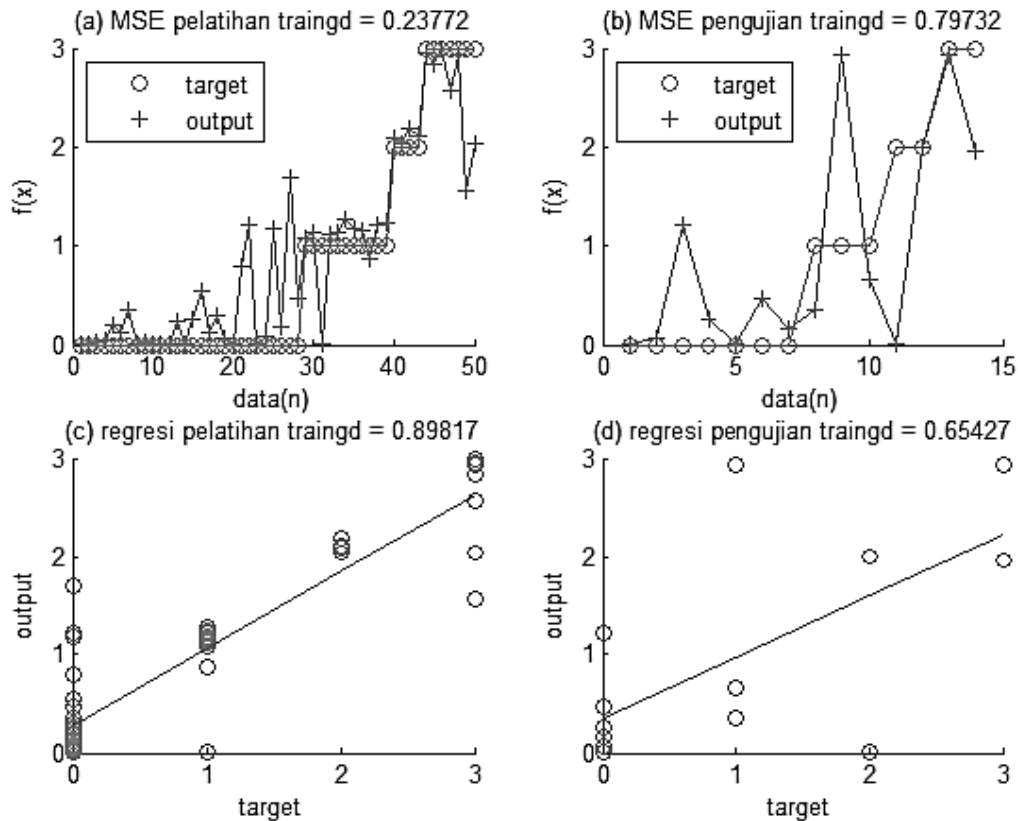 (a) MSE pelatihan traingd = 0.23772
3
2
1
0
f(x)
target
output
0 10 20 30 40 50
data(n)
(b) MSE pengujian traingd = 0.79732
3
2
1
0
f(x)
target
output
0 5 10 15
data(n)
(c) regresi pelatihan traingd = 0.89817
3
2
1
0
output
0 1 2 3
target
(d) regresi pengujian traingd = 0.65427
3
2
1
0
output
0 1 2 3
target